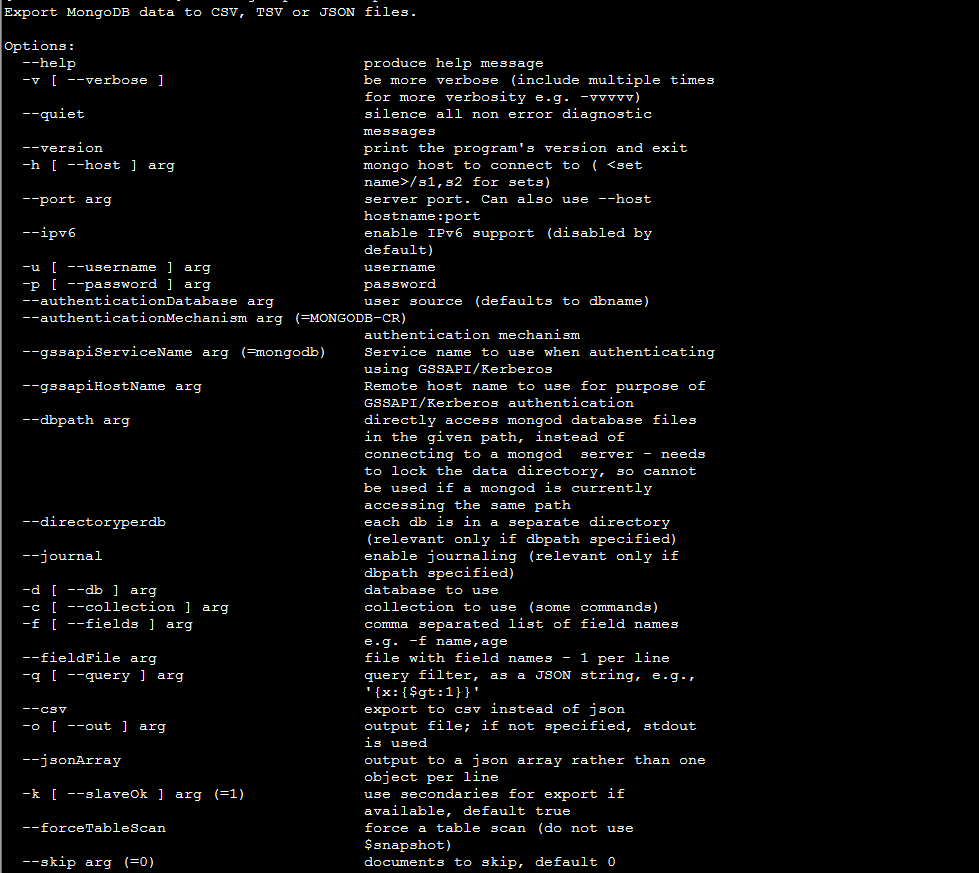 Export MongoDB data to CSV, TSV or JSON files.

Options:
  --help                                produce help message
  -v [ --verbose ]                      be more verbose (include multiple times
                                        for more verbosity e.g. -vvvvv)
  --quiet                               silence all non error diagnostic
                                        messages
  --version                             print the program's version and exit
  -h [ --host ] arg                     mongo host to connect to ( <set
                                        name>/s1,s2 for sets)
  --port arg                            server port. Can also use --host
                                        hostname:port
  --ipv6                                enable IPv6 support (disabled by
                                        default)
  -u [ --username ] arg                 username
  -p [ --password ] arg                 password
  --authenticationDatabase arg          user source (defaults to dbname)
  --authenticationMechanism arg (=MONGODB-CR)
                                        authentication mechanism
  --gssapiServiceName arg (=mongodb)    Service name to use when authenticating
                                        using GSSAPI/Kerberos
  --gssapiHostName arg                  Remote host name to use for purpose of
                                        GSSAPI/Kerberos authentication
  --dbpath arg                          directly access mongod database files
                                        in the given path, instead of
                                        connecting to a mongod  server - needs
                                        to lock the data directory, so cannot
                                        be used if a mongod is currently
                                        accessing the same path
  --directoryperdb                      each db is in a separate directory
                                        (relevant only if dbpath specified)
  --journal                             enable journaling (relevant only if
                                        dbpath specified)
  -d [ --db ] arg                       database to use
  -c [ --collection ] arg               collection to use (some commands)
  -f [ --fields ] arg                   comma separated list of field names
                                        e.g. -f name,age
  --fieldFile arg                       file with field names - 1 per line
  -q [ --query ] arg                    query filter, as a JSON string, e.g.,
                                        '{x:{$gt:1}}'
  --csv                                 export to csv instead of json
  -o [ --out ] arg                      output file; if not specified, stdout
                                        is used
  --jsonArray                           output to a json array rather than one
                                        object per line
  -k [ --slaveOk ] arg (=1)             use secondaries for export if
                                        available, default true
  --forceTableScan                      force a table scan (do not use
                                        $snapshot)
  --skip arg (=0)                       documents to skip, default 0